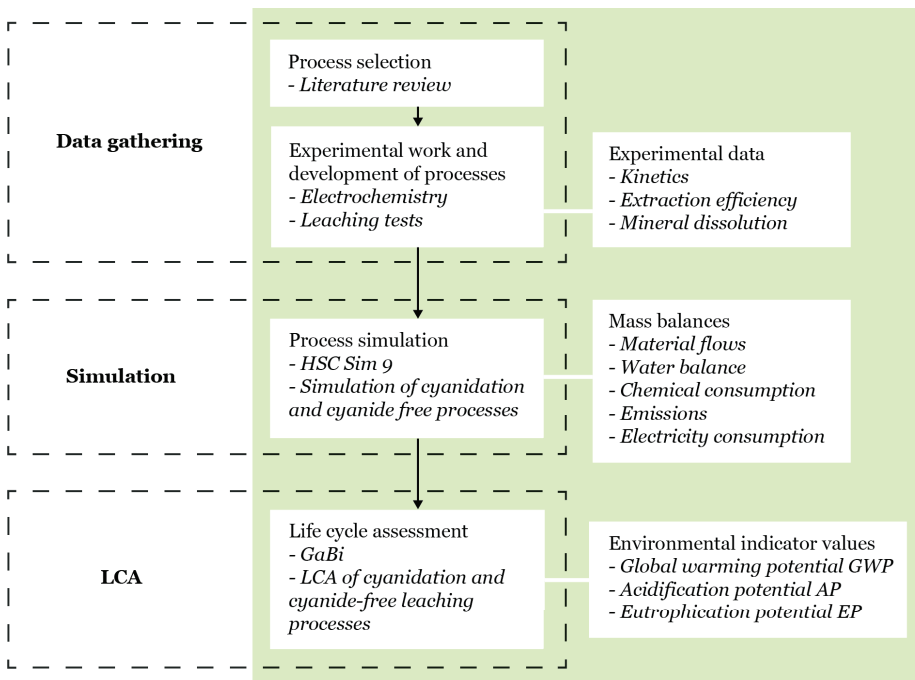 Data gathering
Process selection
- Literature review
Experimental work and
development of processes
- Electrochemistry
- Leaching tests
Experimental data
- Kinetics
- Extraction efficiency
- Mineral dissolution
Simulation
Process simulation
- HSC Sim 9
- Simulation of cyanidation
and cyanide free processes
Mass balances
- Material flows
- Water balance
- Chemical consumption
- Emissions
- Electricity consumption
LCA
Life cycle assessment
- GaBi
- LCA of cyanidation and
cyanide-free leaching
processes
Environmental indicator values
- Global warming potential GWP
- Acidification potential AP
- Eutrophication potential EP